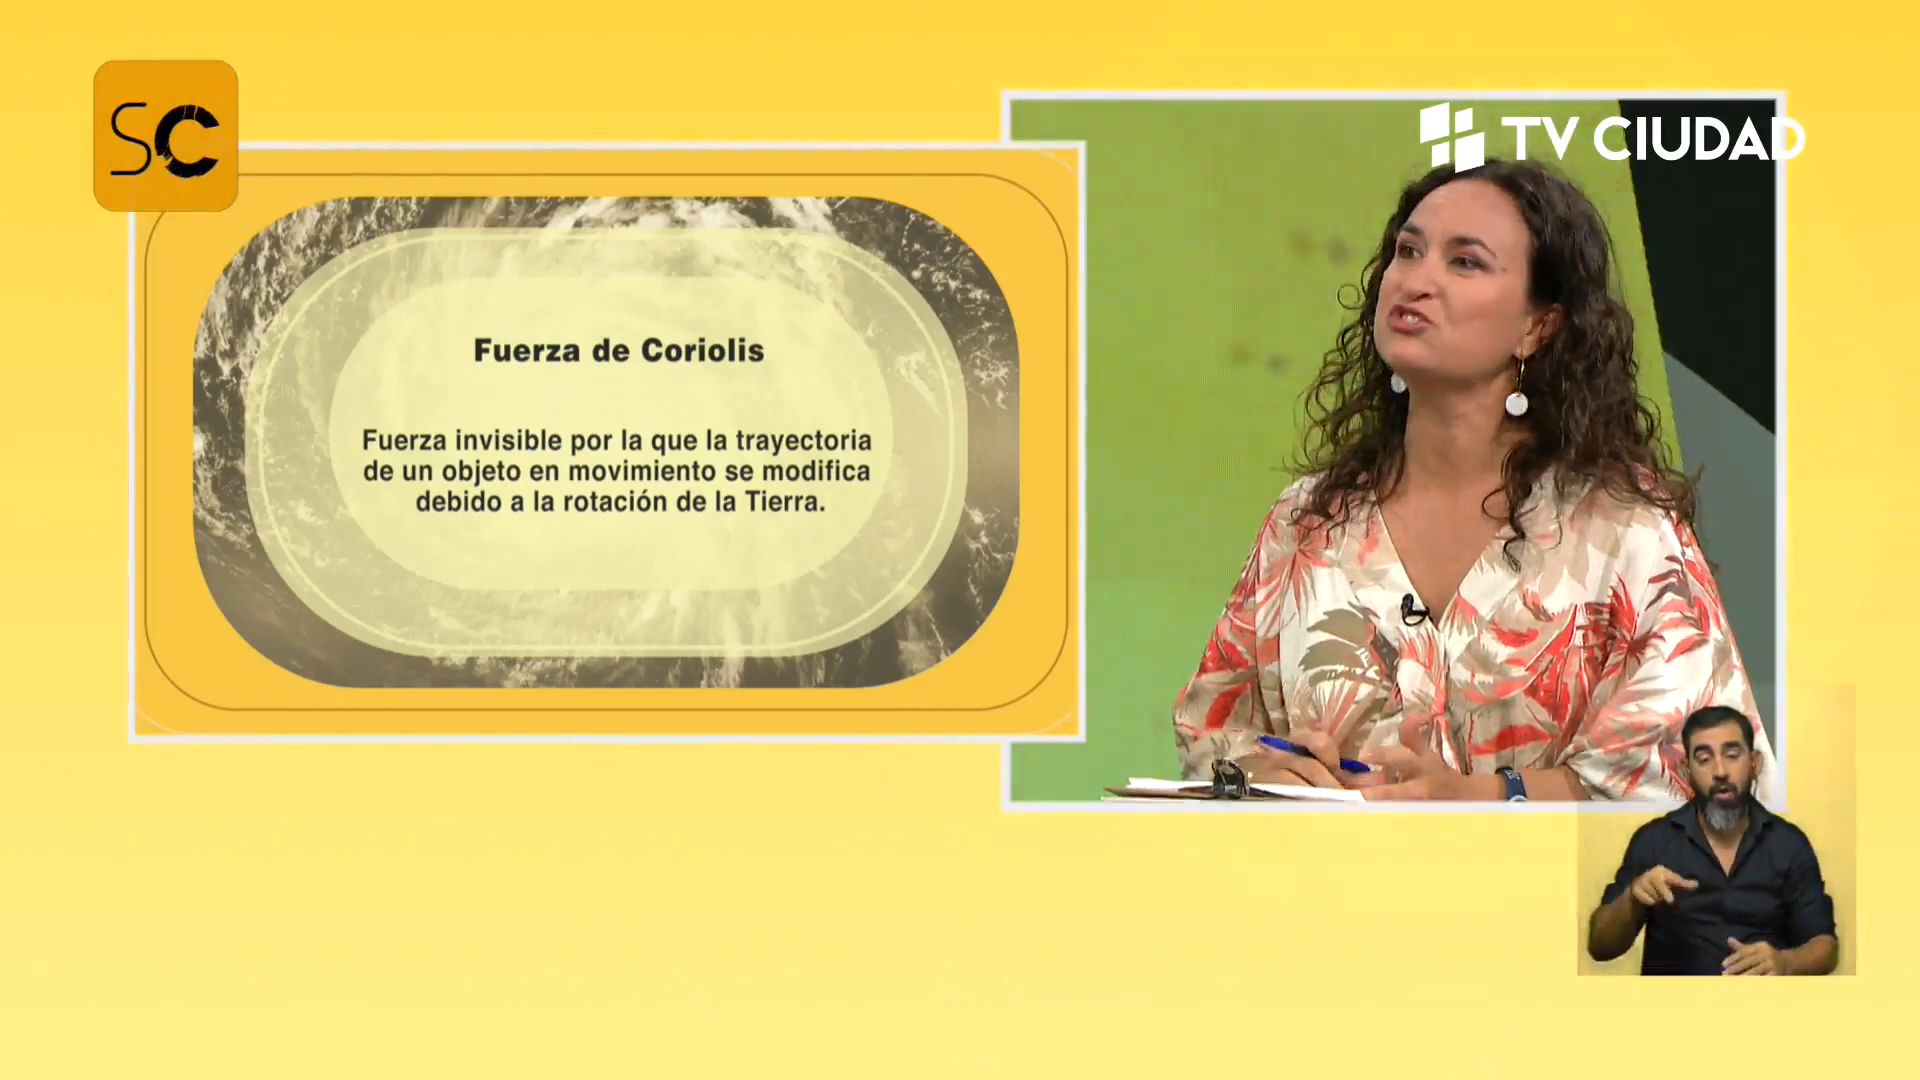 SC
TV CIUDAD
Fuerza de Coriolis
Fuerza invisible por la que la trayectoria
de un objeto en movimiento se modifica
debido a la rotación de la Tierra.